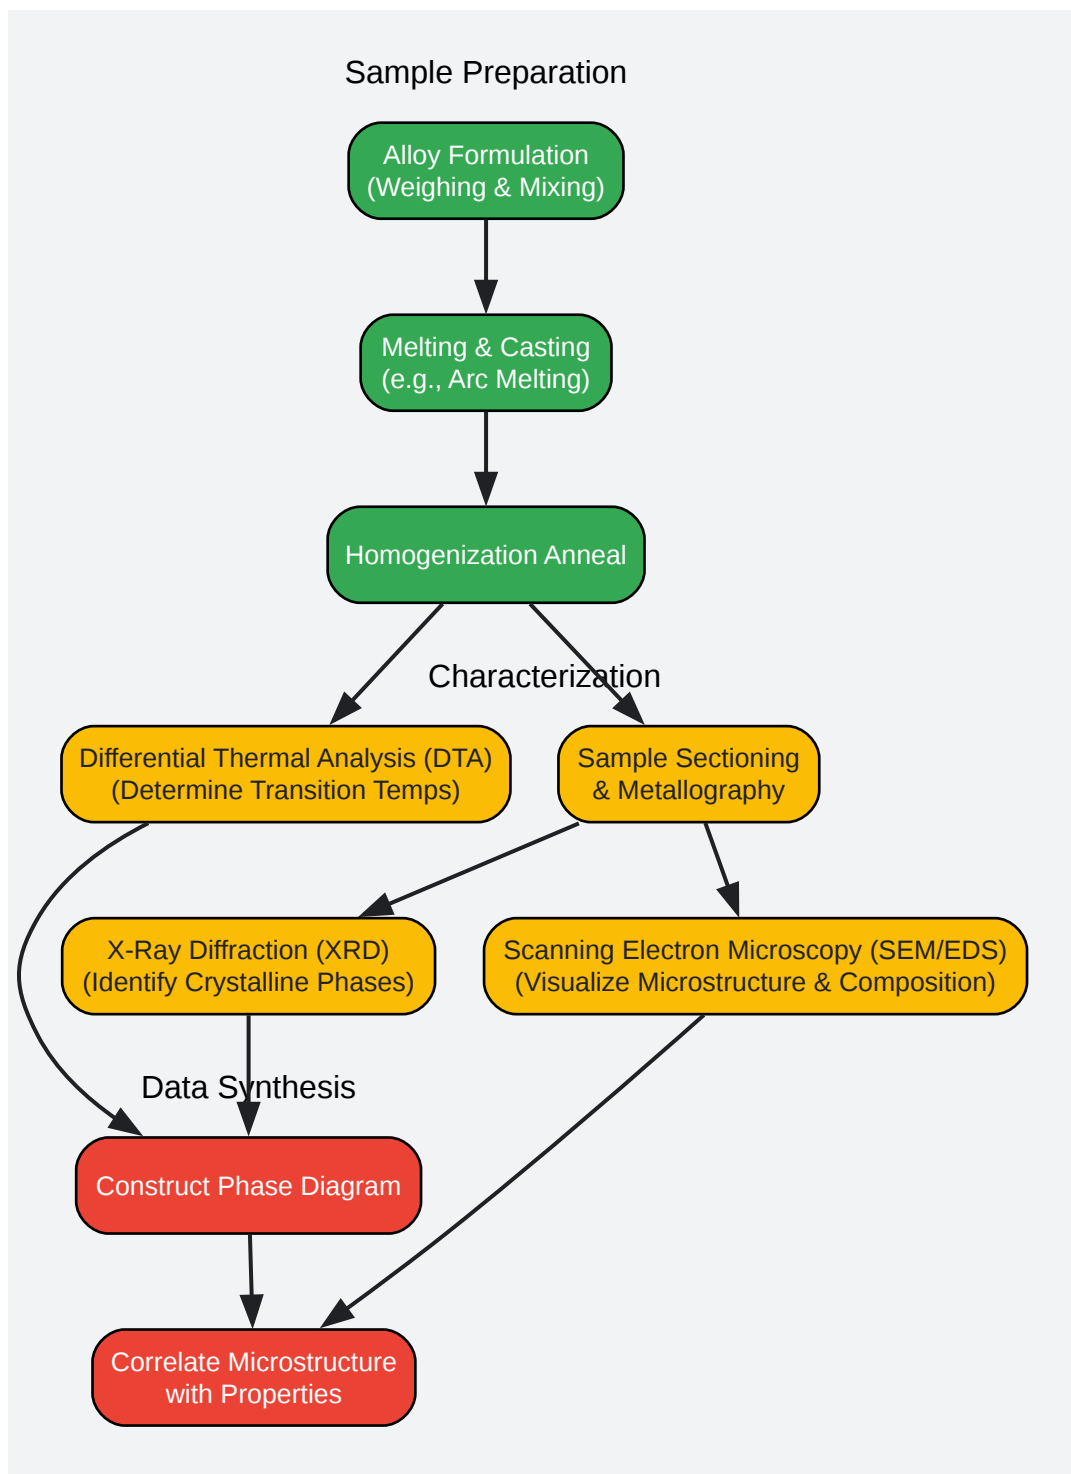 Sample Preparation
Alloy Formulation
(Weighing & Mixing)
Melting & Casting
(e.g., Arc Melting)
Homogenization Anneal
Characterization
Differential Thermal Analysis (DTA)
(Determine Transition Temps)
Sample Sectioning
& Metallography
X-Ray Diffraction (XRD)
(Identify Crystalline Phases)
Scanning Electron Microscopy (SEM/EDS)
(Visualize Microstructure & Composition)
Data Synthesis
Construct Phase Diagram
Correlate Microstructure
with Properties